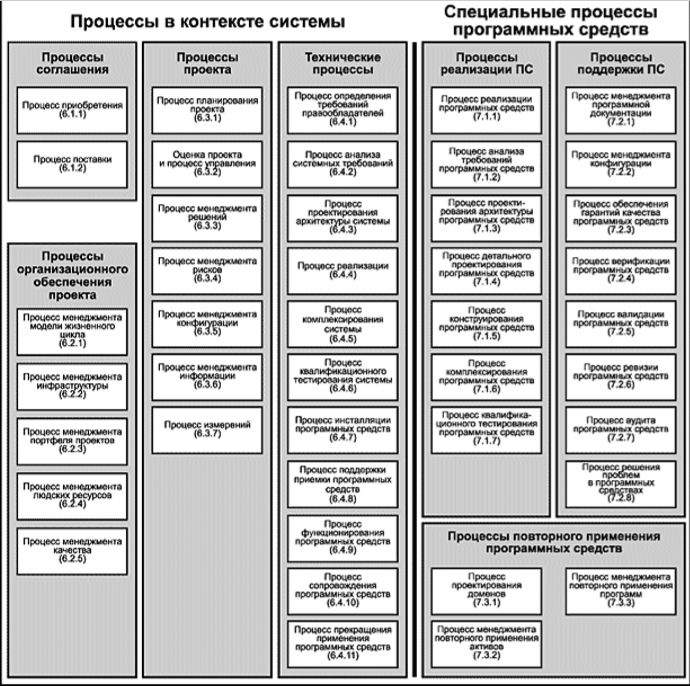 Процессы в контексте системы
Процессы
соглашения
Процесс приобретения
(6.1.1)
Процесс поставки
(6.1.2)
Процессы
организационного
обеспечения
проекта
Процесс менеджмента
модели жизненного
цикла
(6.2.1)
Процесс менеджмента
инфраструктуры
(6.2.2)
Процесс менеджмента
портфеля проектов
(6.2.3)
Процесс менеджмента
людских ресурсов
(6.2.4)
Процесс менеджмента
качества
(6.2.5)
Процессы
проекта
Процесс планирования
проекта
(6.3.1)
Оценка проекта
и процесс управления
(6.3.2)
Процесс менеджмента
решений
(6.3.3)
Процесс менеджмента
рисков
(6.3.4)
Процесс менеджмента
конфигурации
(6.3.5)
Процесс менеджмента
информации
(6.3.6)
Процесс измерений
(6.3.7)
Технические
процессы
Процесс определения
требований
правообладателей
(6.4.1)
Процесс анализа
системных требований
(6.4.2)
Процесс
проектирования
архитектуры системы
(6.4.3)
Процесс реализации
(6.4.4)
Процесс
комплексирования
системы
(6.4.5)
Процесс
квалификационного
тестирования системы
(6.4.6)
Процесс инсталляции
программных средств
(6.4.7)
Процесс поддержки
приемки программных
средств
(6.4.8)
Процесс
функционирования
программных средств
(6.4.9)
Процесс
сопровождения
программных средств
(6.4.10)
Процесс прекращения
применения
программных средств
(6.4.11)
Специальные процессы
программных средств
Процессы
реализации ПС
Процесс реализации
программных средств
(7.1.1)
Процесс анализа
требований
программных средств
(7.1.2)
Процесс проекти-
рования архитектуры
программных средств
(7.1.3)
Процесс детального
проектирования
программных средств
(7.1.4)
Процесс
конструирования
программных средств
(7.1.5)
Процесс
комплексирования
программных средств
(7.1.6)
Процесс квалифика-
ционного тестирования
программных средств
(7.1.7)
Процессы
поддержки ПС
Процесс менеджмента
программной
документации
(7.2.1)
Процесс менеджмента
конфигурации
(7.2.2)
Процесс обеспечения
гарантий качества
программных средств
(7.2.3)
Процесс верификации
программных средств
(7.2.4)
Процесс валидации
программных средств
(7.2.5)
Процесс ревизии
программных средств
(7.2.6)
Процесс аудита
программных средств
(7.2.7)
Процесс решения
проблем
в программных
средствах
(7.2.8)
Процессы повторного применения
программных средств
Процесс
проектирования
доменов
(7.3.1)
Процесс менеджмента
повторного применения
активов
(7.3.2)
Процесс менеджмента
повторного применения
программ
(7.3.3)